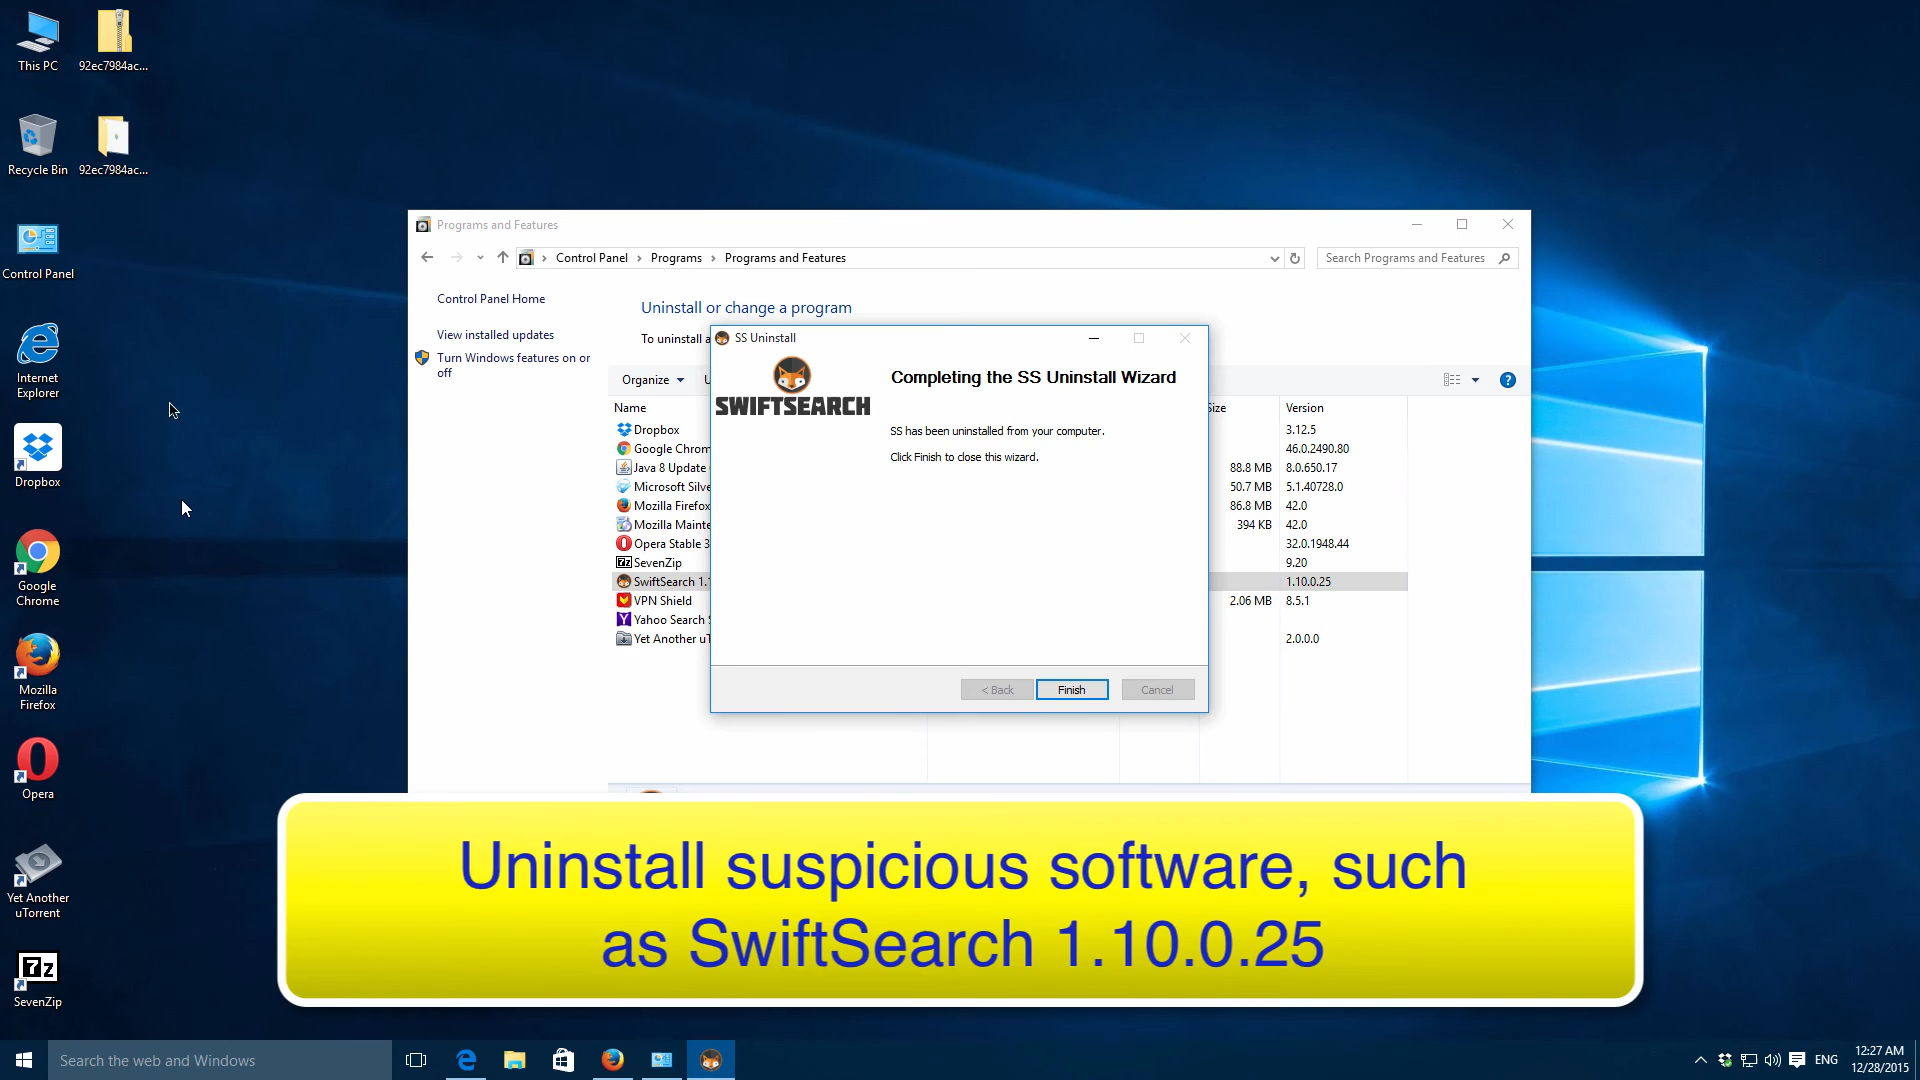 This PC
92ec7984ac...
Recycle Bin
92ec7984ac...
Control Panel
Internet
Explorer
Dropbox
Google
Chrome
Mozilla
Firefox
Opera
Yet Another
uTorrent
7z
SevenZip
Programs and Features
Control Panel
Programs
Programs and Features
Search Programs and Features
Control Panel Home
View installed updates
Turn Windows features on or
off
Uninstall or change a program
To uninstall a
Organize
U
Name
Size
Version
Dropbox
3.12.5
Google Chrom
46.0.2490.80
Java 8 Update
88.8 MB
8.0.650.17
Microsoft Silve
50.7 MB
5.1.40728.0
Mozilla Firefox
86.8 MB
42.0
Mozilla Mainte
394 KB
42.0
Opera Stable 3
32.0.1948.44
SevenZip
9.20
SwiftSearch 1.
1.10.0.25
VPN Shield
2.06 MB
8.5.1
Yahoo Search
Yet Another uT
2.0.0.0
SS Uninstall
SWIFTSEARCH
Completing the SS Uninstall Wizard
SS has been uninstalled from your computer.
Click Finish to close this wizard.
< Back
Finish
Cancel
Uninstall suspicious software, such
as SwiftSearch 1.10.0.25
Search the web and Windows
ENG
12:27 AM
12/28/2015